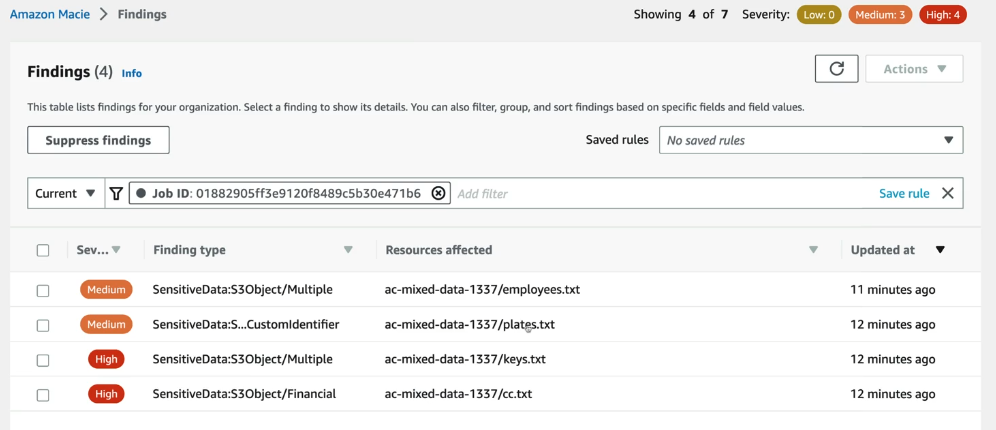 Amazon Macie > Findings
Showing 4 of 7 Severity: Low: 0 Medium: 3 High: 4
Findings (4) Info
Actions
This table lists findings for your organization. Select a finding to show its details. You can also filter, group, and sort findings based on specific fields and field values.
Suppress findings
Saved rules No saved rules
Current Job ID: 01882905ff3e9120f8489c5b30e471b6 Add filter Save rule
Sev... Finding type Resources affected Updated at
Medium SensitiveData:S3Object/Multiple ac-mixed-data-1337/employees.txt 11 minutes ago
Medium SensitiveData:S...CustomIdentifier ac-mixed-data-1337/plates.txt 12 minutes ago
High SensitiveData:S3Object/Multiple ac-mixed-data-1337/keys.txt 12 minutes ago
High SensitiveData:S3Object/Financial ac-mixed-data-1337/cc.txt 12 minutes ago